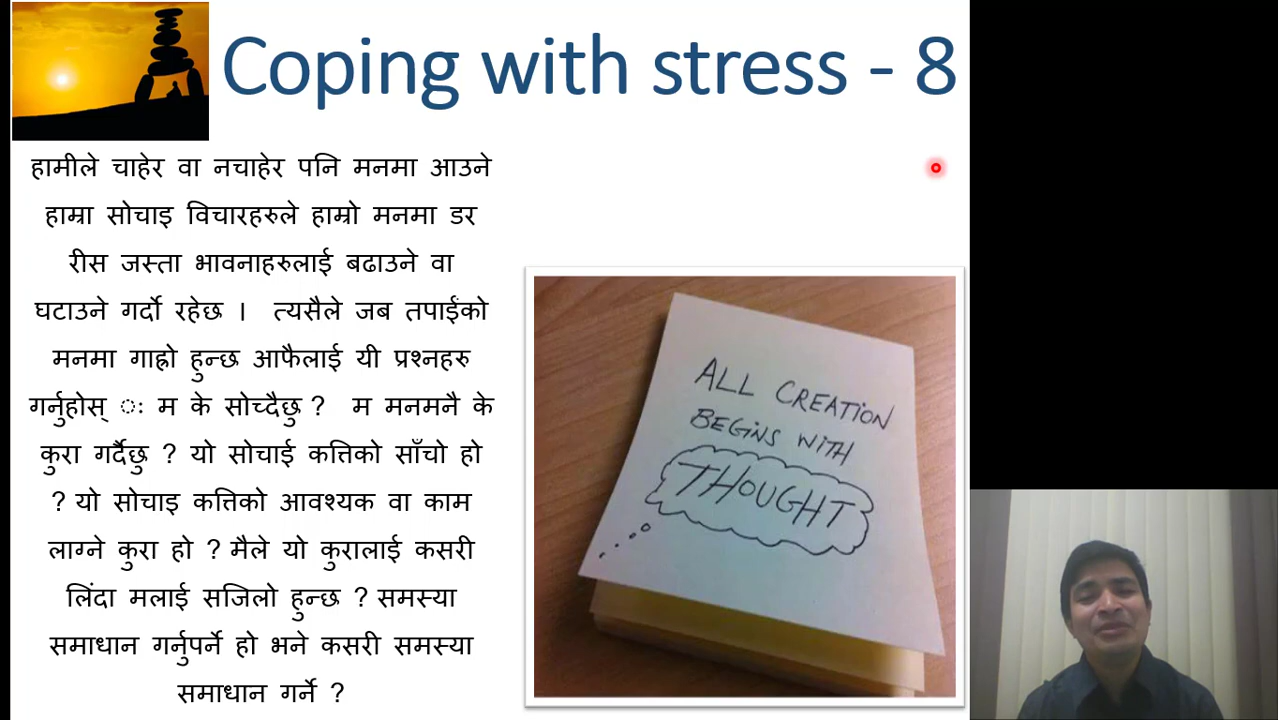 Coping with stress - 8
हामीले चाहेर वा नचाहेर पनि मनमा आउने
हाम्रा सोचाइ विचारहरुले हाम्रो मनमा डर
रीस जस्ता भावनाहरुलाई बढाउने वा
घटाउने गर्दो रहेछ ।  त्यसैले जब तपाईंको
मनमा गाह्रो हुन्छ आफैलाई यी प्रश्नहरु
गर्नुहोस् ः म के सोच्दैछु ?  म मनमनै के
कुरा गर्दैछु ? यो सोचाई कत्तिको साँचो हो
? यो सोचाइ कत्तिको आवश्यक वा काम
लाग्ने कुरा हो ? मैले यो कुरालाई कसरी
लिंदा मलाई सजिलो हुन्छ ? समस्या
समाधान गर्नुपर्ने हो भने कसरी समस्या
समाधान गर्ने ?
ALL CREATION
BEGINS WITH
THOUGHT